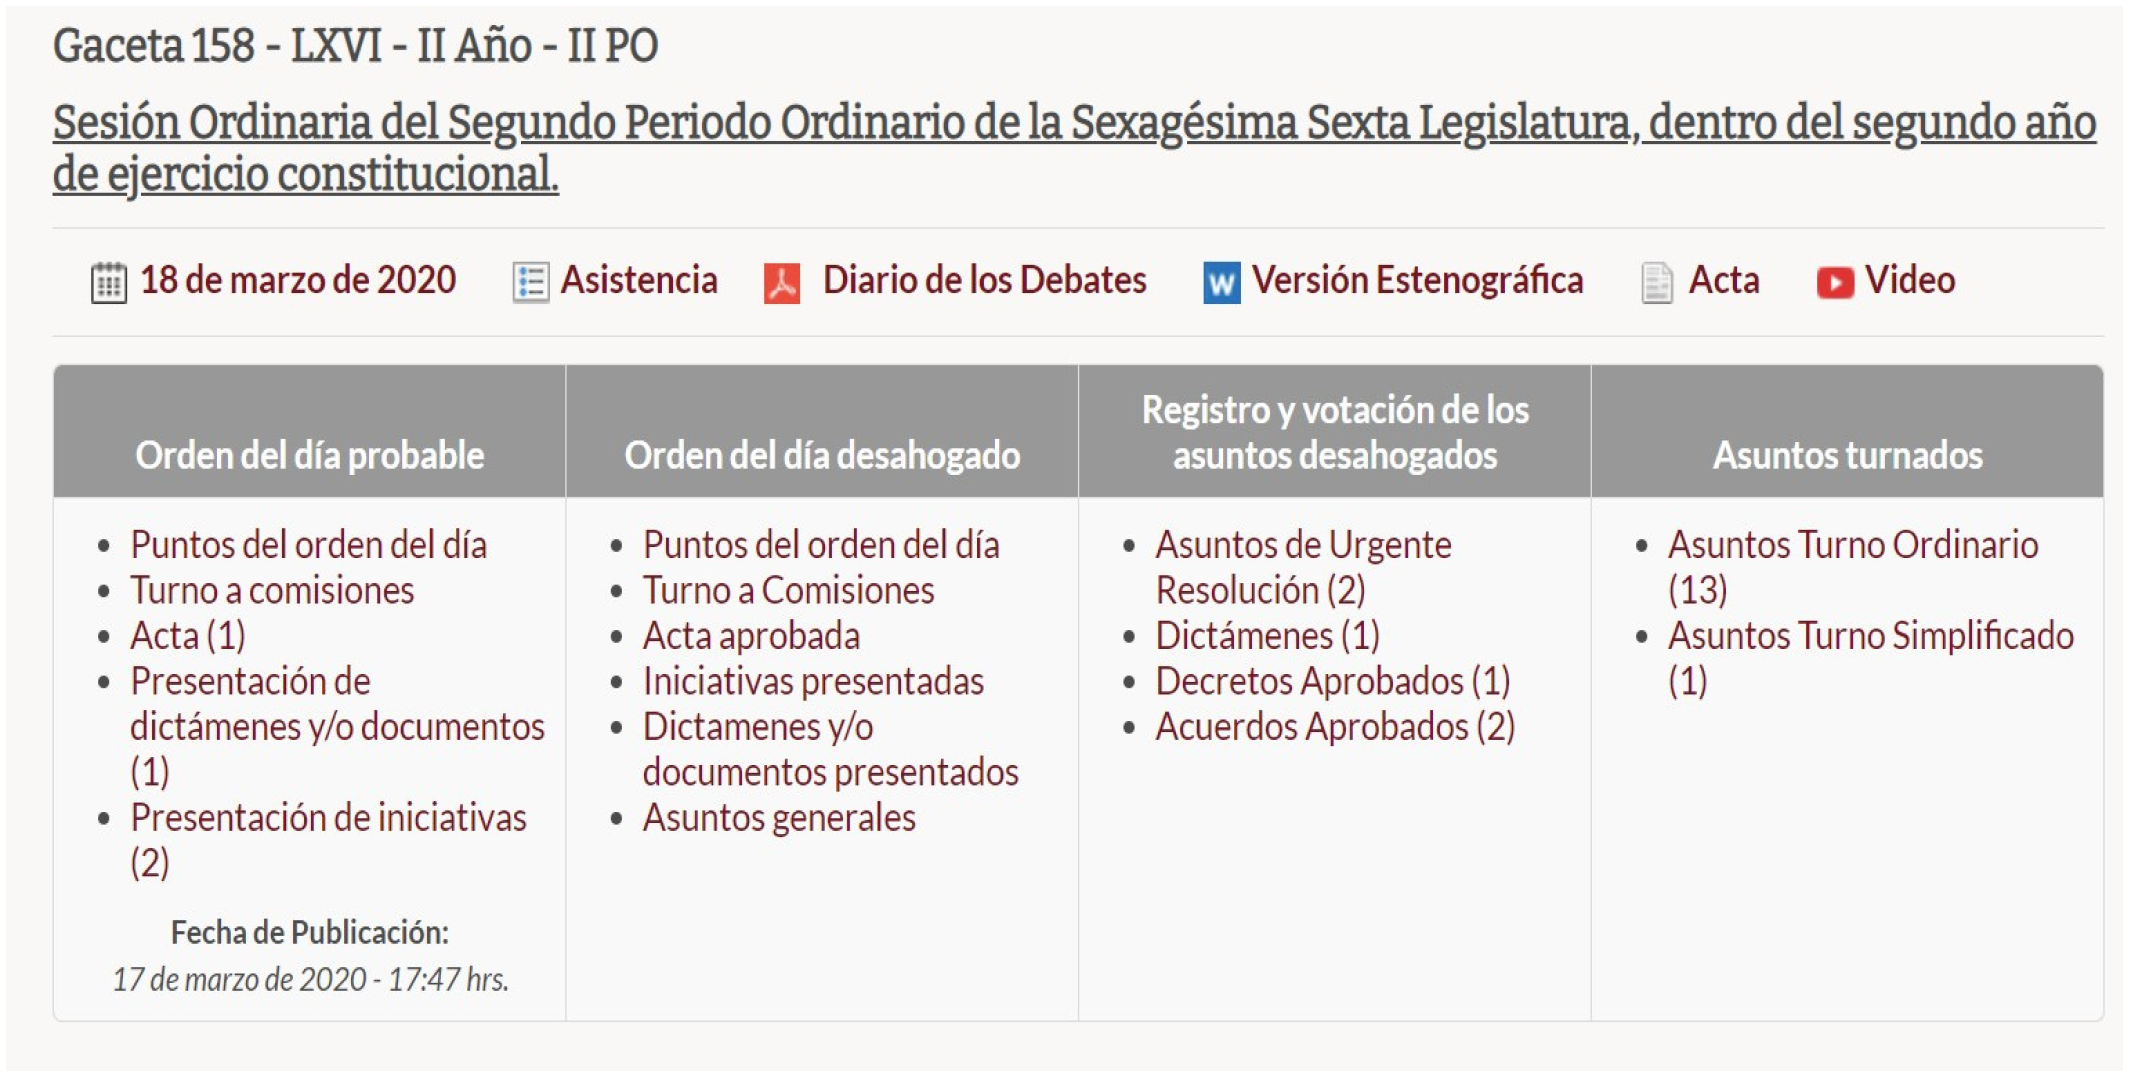 Gaceta 158 - LXVI - II Año - II PO
Sesión Ordinaria del Segundo Periodo Ordinario de la Sexagésima Sexta Legislatura, dentro del segundo año
de ejercicio constitucional.
18 de marzo de 2020 Asistencia Diario de los Debates Versión Estenográfica Acta Video
Orden del día probable
Orden del día desahogado
Registro y votación de los
asuntos desahogados
Asuntos turnados
• Puntos del orden del día
• Turno a comisiones
• Acta (1)
• Presentación de
dictámenes y/o documentos
(1)
• Presentación de iniciativas
(2)
Fecha de Publicación:
17 de marzo de 2020 - 17:47 hrs.
• Puntos del orden del día
• Turno a Comisiones
• Acta aprobada
• Iniciativas presentadas
• Dictamenes y/o
documentos presentados
• Asuntos generales
• Asuntos de Urgente
Resolución (2)
• Dictámenes (1)
• Decretos Aprobados (1)
• Acuerdos Aprobados (2)
• Asuntos Turno Ordinario
(13)
• Asuntos Turno Simplificado
(1)